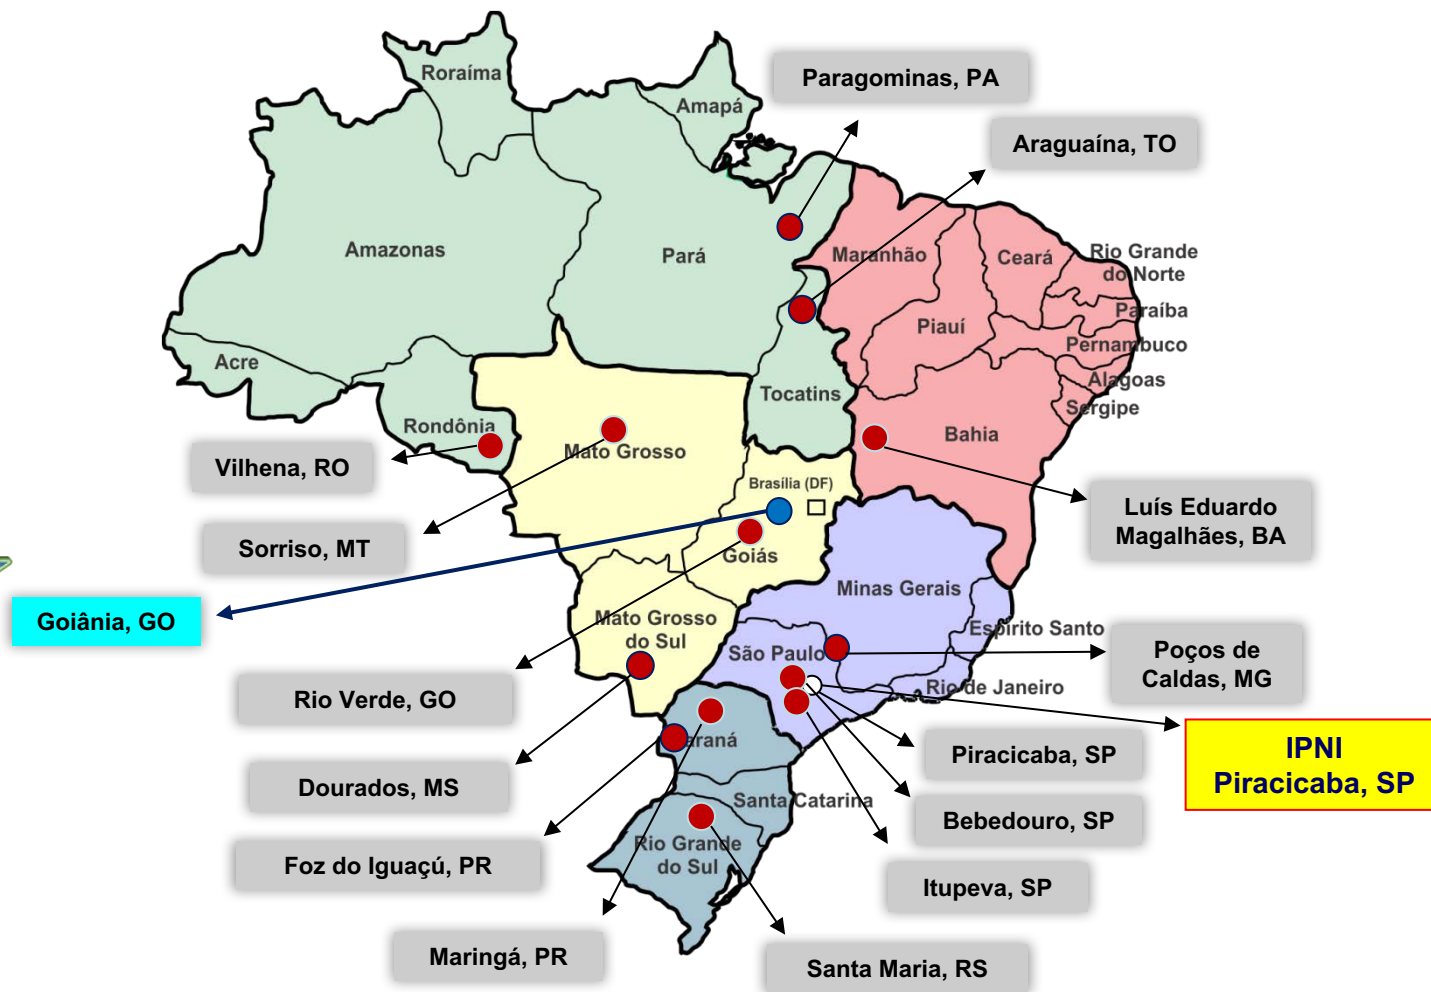 Roraíma
Paragominas, PA
Amapá
Araguaína, TO
Amazonas
Pará
Maranhão
Ceará
Rio Grande
do Norte
Paraíba
Piauí
Pernambuco
Acre
Alagoas
Tocatins
Sergipe
Rondônia
Bahia
Mato Grosso
Vilhena, RO
Brasília (DF)
Luís Eduardo
Magalhães, BA
Sorriso, MT
Goiás
Minas Gerais
Goiânia, GO
Mato Grosso
do Sul
Espírito Santo
São Paulo
Poços de
Caldas, MG
Rio Verde, GO
Rio de Janeiro
araná
IPNI
Piracicaba, SP
Piracicaba, SP
Dourados, MS
Santa Catarina
Bebedouro, SP
Rio Grande
do Sul
Foz do Iguaçú, PR
Itupeva, SP
Maringá, PR
Santa Maria, RS